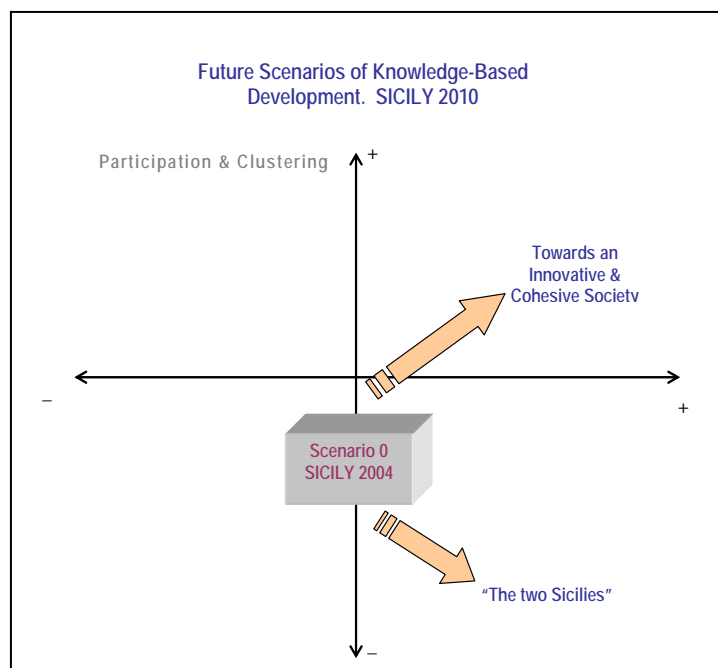 Future Scenarios of Knowledge-Based
Development. SICILY 2010
+
Participation & Clustering
Towards an
Innovative &
Cohesive Society
–
+
Scenario 0
SICILY 2004
“The two Sicilies”
–